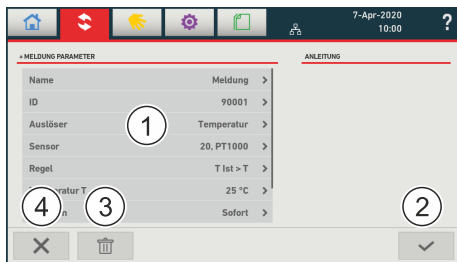 7-Apr-2020
10:00
?
MELDUNG PARAMETER
ANLEITUNG
Name Meldung >
ID 90001 >
Auslöser Temperatur >
Sensor 20, PT1000 >
Regel T Ist > T >
T 25 °C >
Sofort >
1
4
3
2